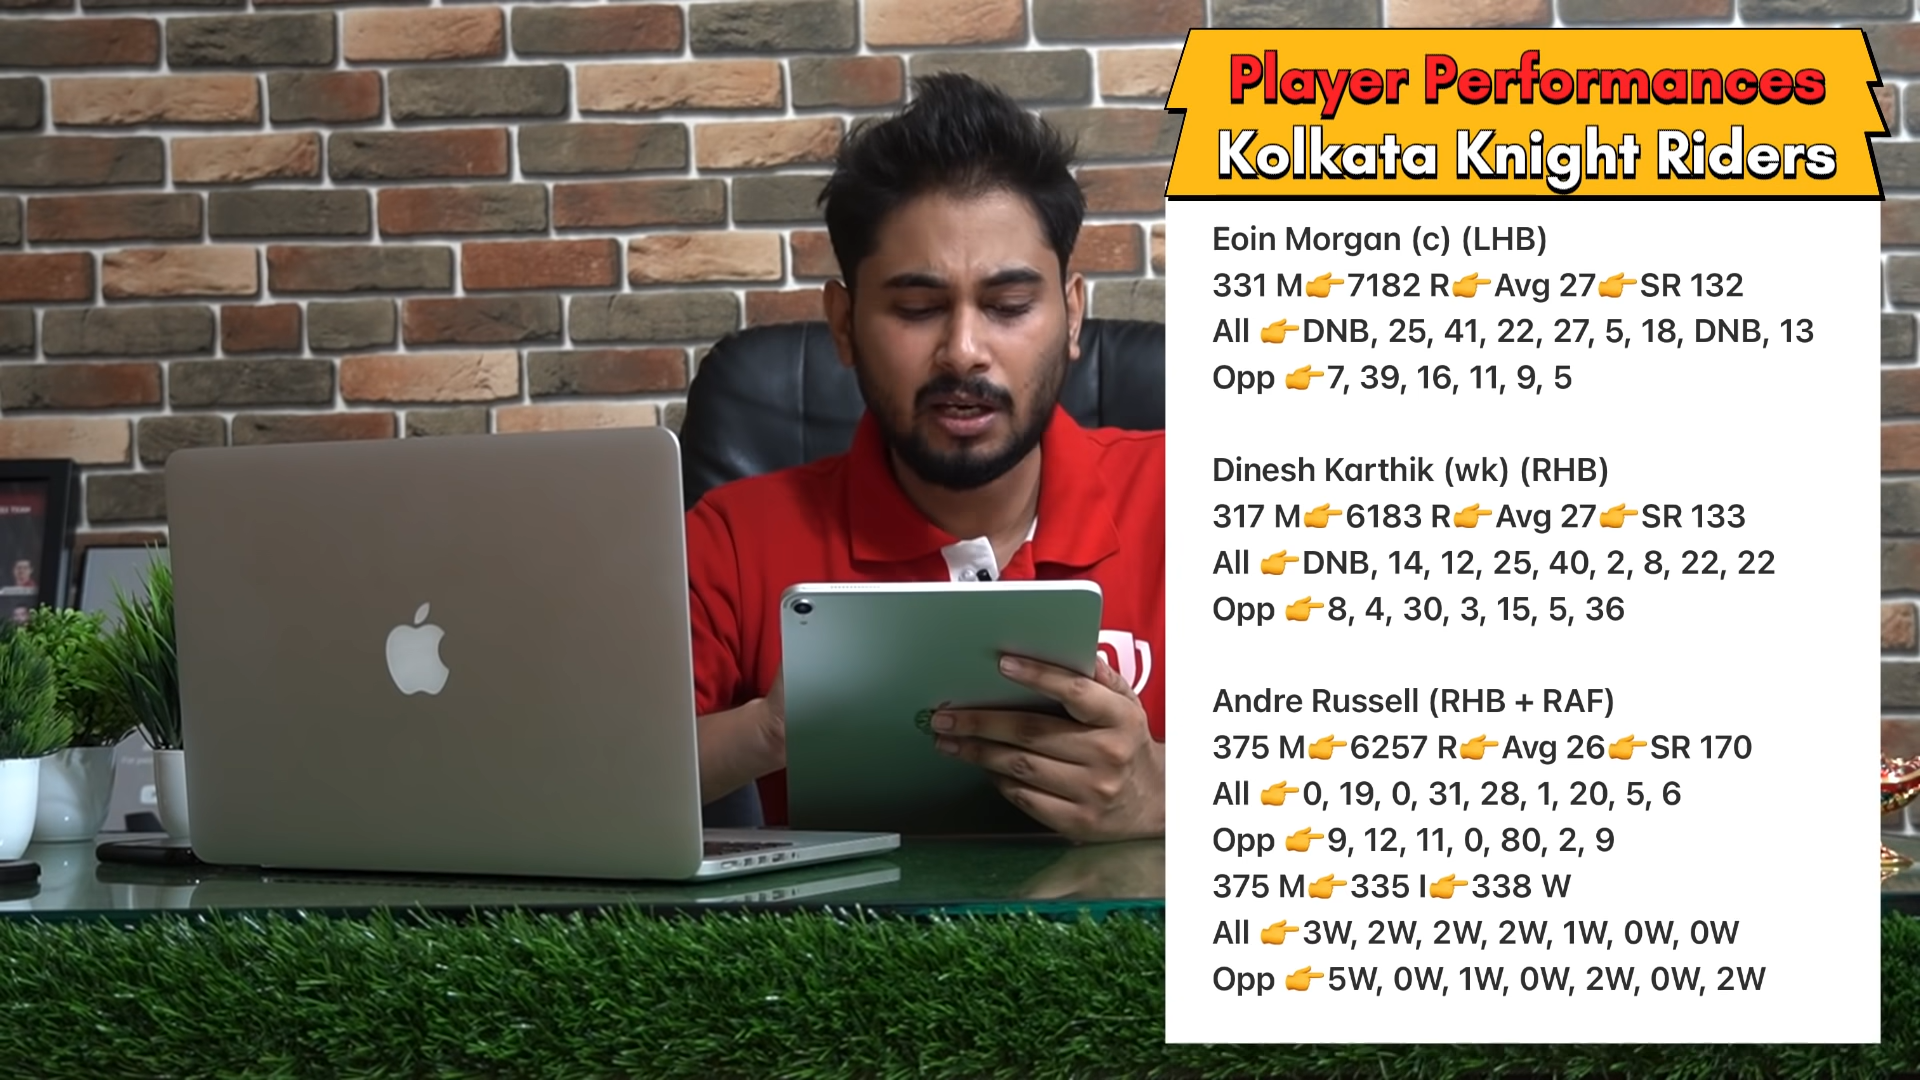 Player Performances
Kolkata Knight Riders
Eoin Morgan (c) (LHB)
331 M👉7182 R👉Avg 27👉SR 132
All 👉DNB, 25, 41, 22, 27, 5, 18, DNB, 13
Opp 👉7, 39, 16, 11, 9, 5
Dinesh Karthik (wk) (RHB)
317 M👉6183 R👉Avg 27👉SR 133
All 👉DNB, 14, 12, 25, 40, 2, 8, 22, 22
Opp 👉8, 4, 30, 3, 15, 5, 36
Andre Russell (RHB + RAF)
375 M👉6257 R👉Avg 26👉SR 170
All 👉0, 19, 0, 31, 28, 1, 20, 5, 6
Opp 👉9, 12, 11, 0, 80, 2, 9
375 M👉335 I👉338 W
All 👉3W, 2W, 2W, 2W, 1W, 0W, 0W
Opp 👉5W, 0W, 1W, 0W, 2W, 0W, 2W